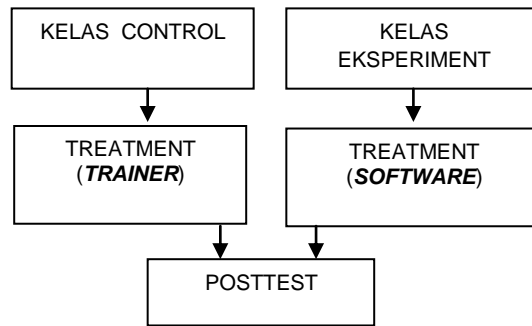 KELAS CONTROL
KELAS
EKSPERIMENT
TREATMENT
(TRAINER)
TREATMENT
(SOFTWARE)
POSTTEST